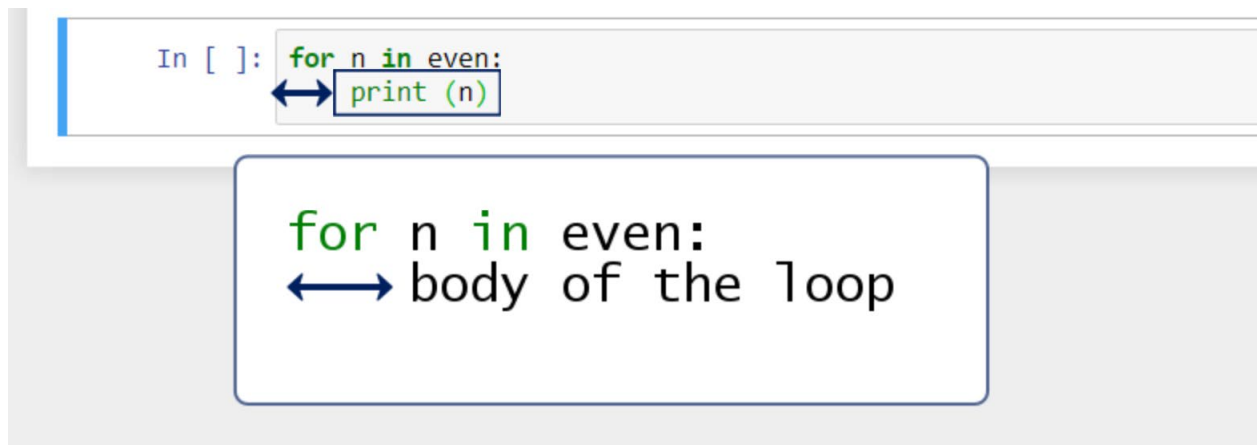 In [ ]: for n in even:
print (n)
for n in even:
body of the loop